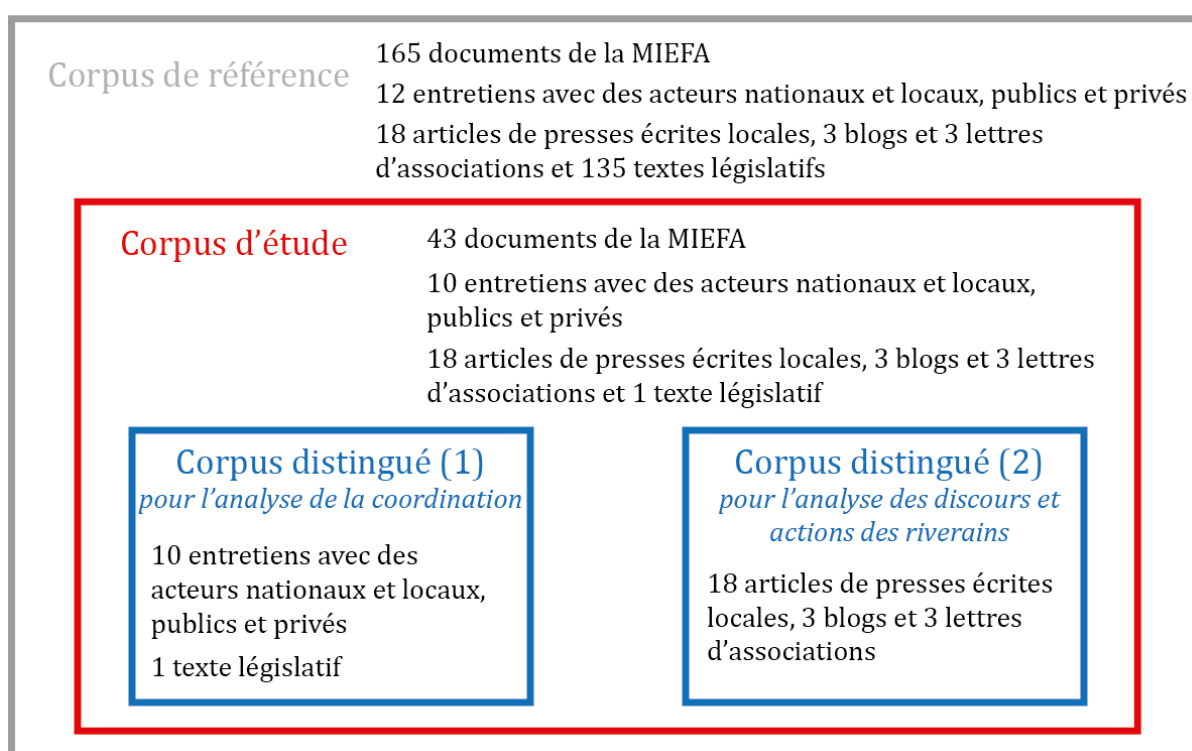 Corpus de référence
165 documents de la MIEFA
12 entretiens avec des acteurs nationaux et locaux, publics et privés
18 articles de presses écrites locales, 3 blogs et 3 lettres
d’associations et 135 textes législatifs
Corpus d’étude
43 documents de la MIEFA
10 entretiens avec des acteurs nationaux et locaux,
publics et privés
18 articles de presses écrites locales, 3 blogs et 3 lettres
d’associations et 1 texte législatif
Corpus distingué (1)
pour l’analyse de la coordination
10 entretiens avec des
acteurs nationaux et locaux,
publics et privés
1 texte législatif
Corpus distingué (2)
pour l’analyse des discours et
actions des riverains
18 articles de presses écrites
locales, 3 blogs et 3 lettres
d’associations